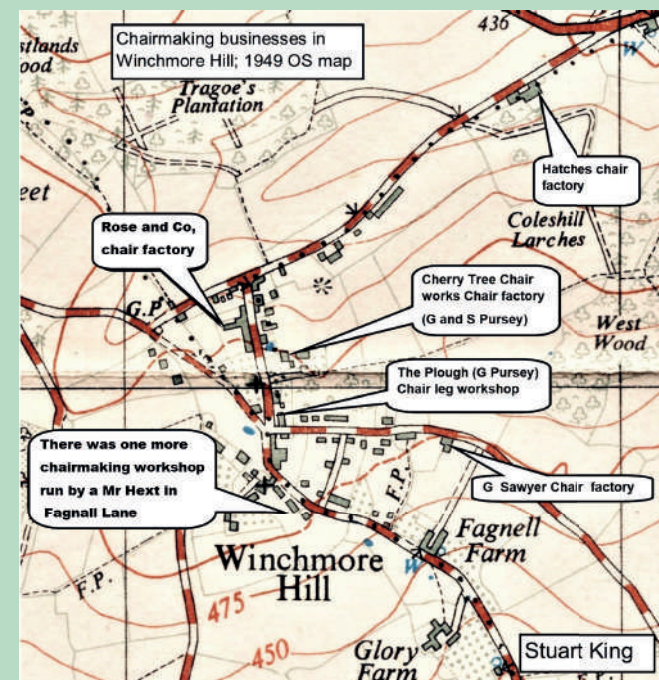 Chairmaking businesses in
Winchmore Hill; 1949 OS map
436
stlands
ood
Tragoe's
Plantation
F.P.
W
Hatches chair
factory
eet
Rose and Co,
chair factory
Coleshill
Larches
Cherry Tree Chair
works Chair factory
(G and S Pursey)
G.P.
West
Wood
The Plough (G Pursey)
Chair leg workshop
There was one more
chairmaking workshop
run by a Mr Hext in
Fagnall Lane
G Sawyer Chair factory
F.P.
Fagnell
Farm
W
Winchmore
Hill
F.P.
475
450
Glory
Farm
Stuart King